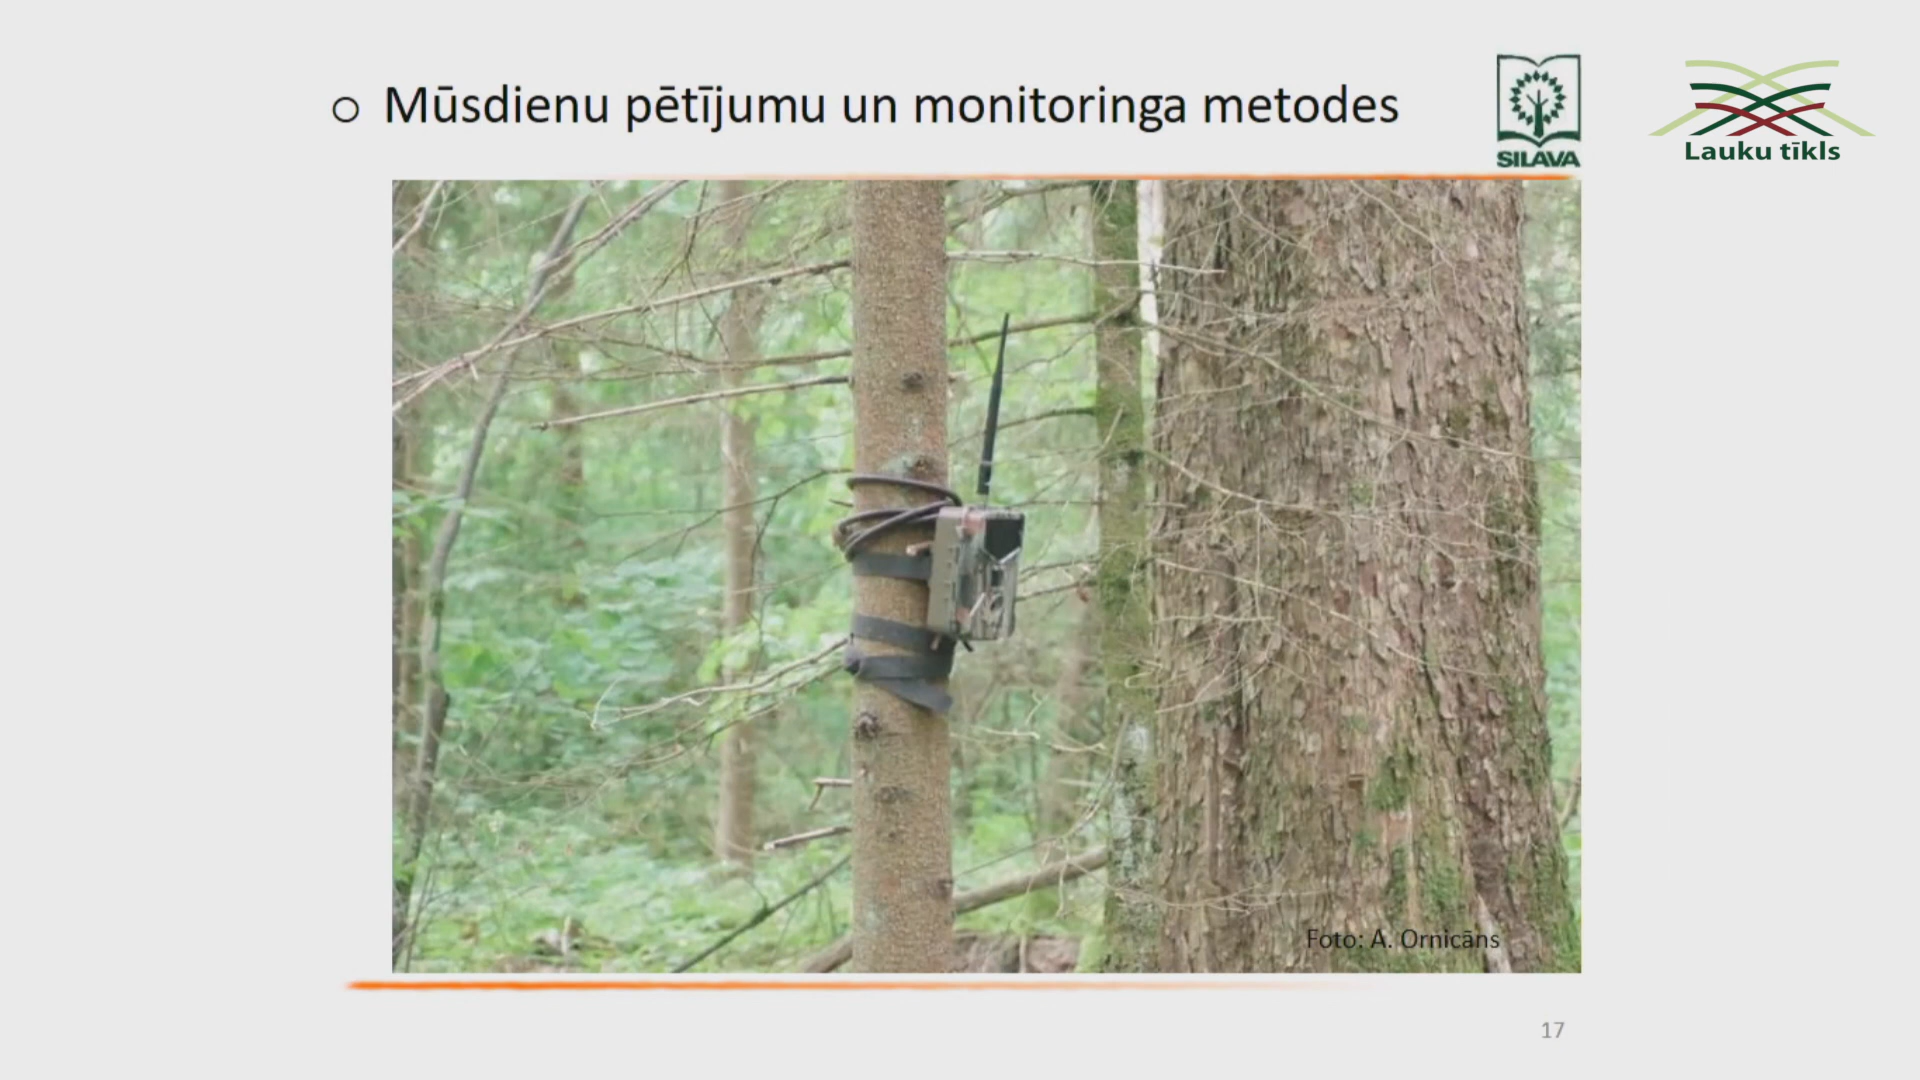 ○ Mūsdienu pētījumu un monitoringa metodes
SILAVA
Lauku tīkls
Foto: A. Ornicāns
17